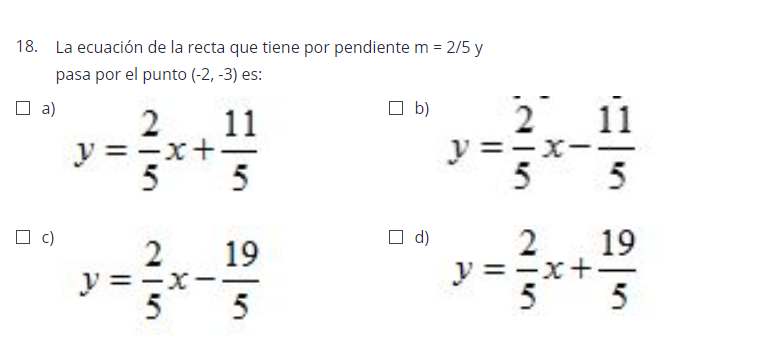 18. La ecuación de la recta que tiene por pendiente m = 2/5 y
pasa por el punto (-2, -3) es:
a) y = 2/5 x + 11/5
b) y = 2/5 x - 11/5
c) y = 2/5 x - 19/5
d) y = 2/5 x + 19/5